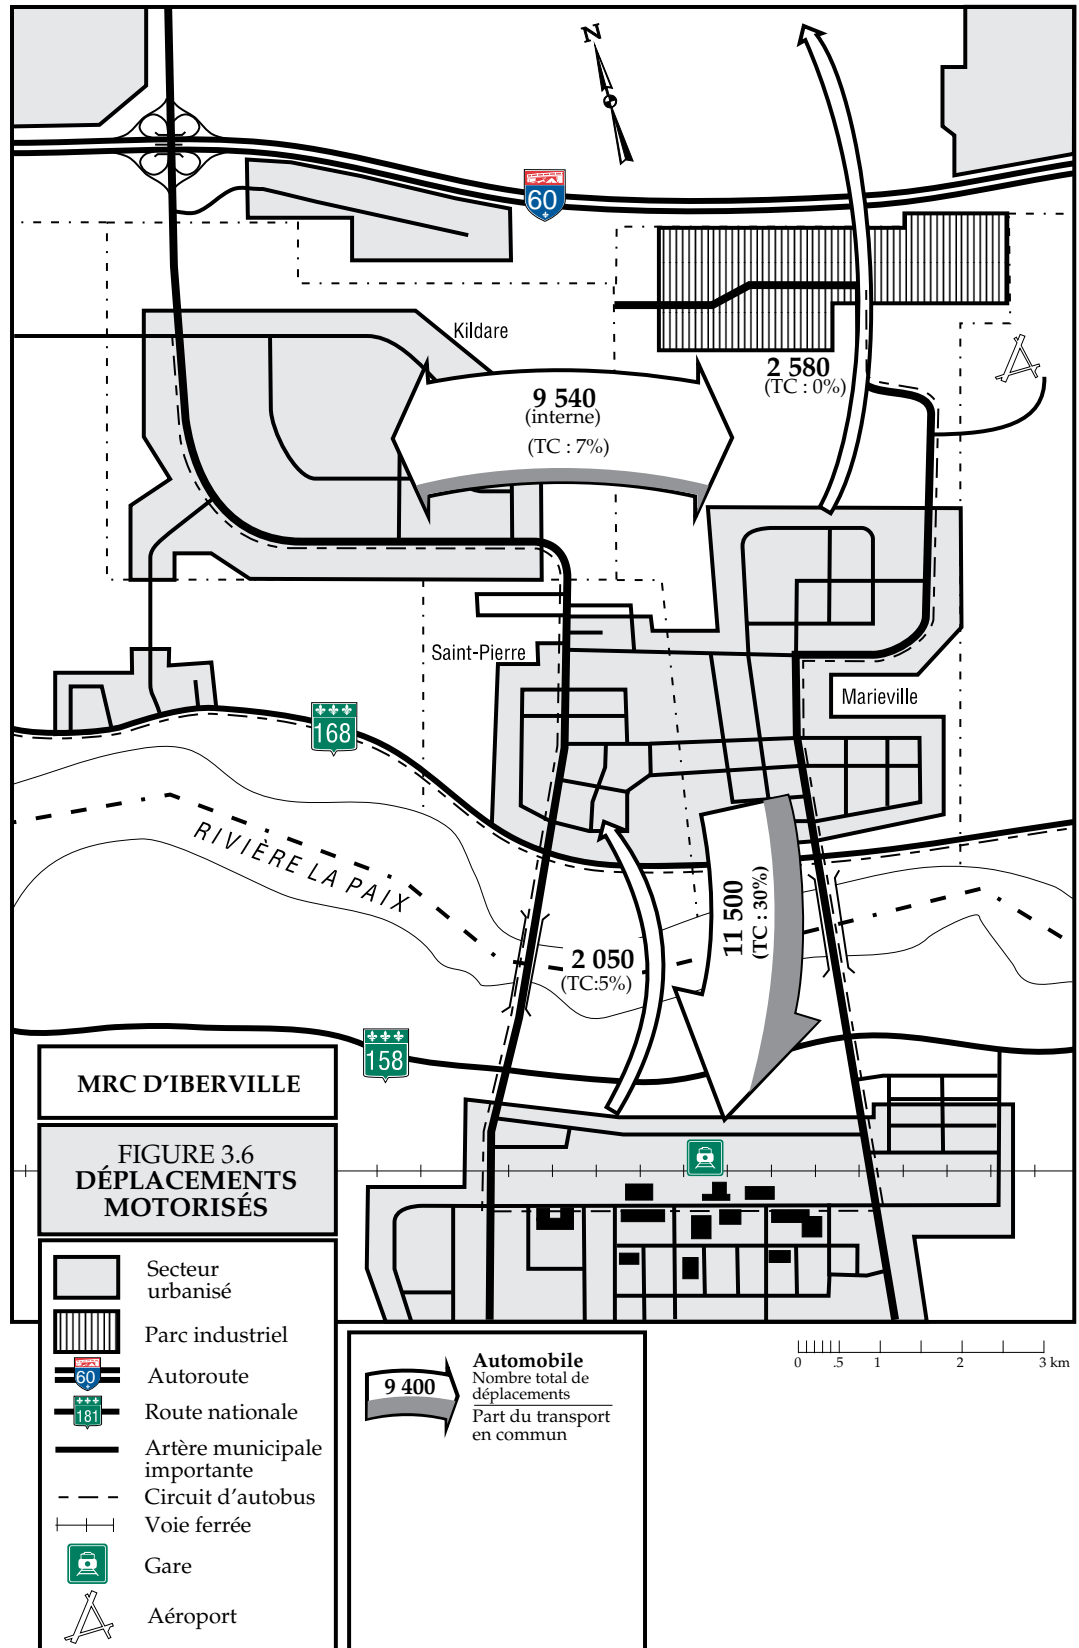 N
60
Kildare
2 580
(TC : 0%)
9 540
(interne)
(TC : 7%)
Saint-Pierre
Marieville
168
RIVIÈRE LA PAIX
11 500
(TC : 30%)
2 050
(TC:5%)
158
MRC D'IBERVILLE
FIGURE 3.6
DÉPLACEMENTS
MOTORISÉS
Secteur
urbanisé
Parc industriel
60
Autoroute
181
Route nationale
Artère municipale
importante
Circuit d'autobus
Voie ferrée
Gare
Aéroport
9 400
Automobile
Nombre total de
déplacements
Part du transport
en commun
0 .5 1 2 3 km